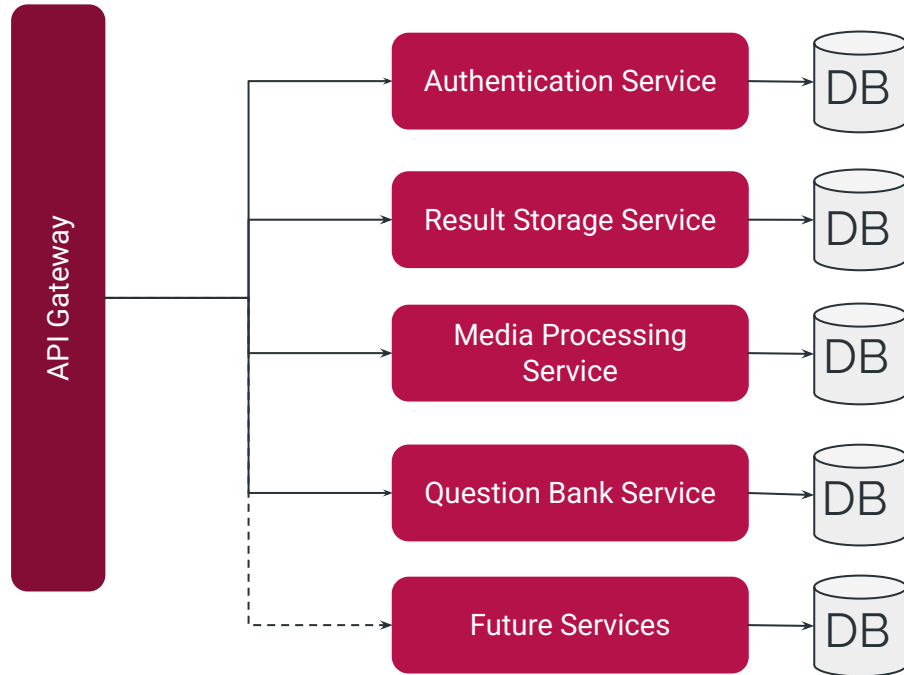 API Gateway
Authentication Service
DB
Result Storage Service
DB
Media Processing
Service
DB
Question Bank Service
DB
Future Services
DB